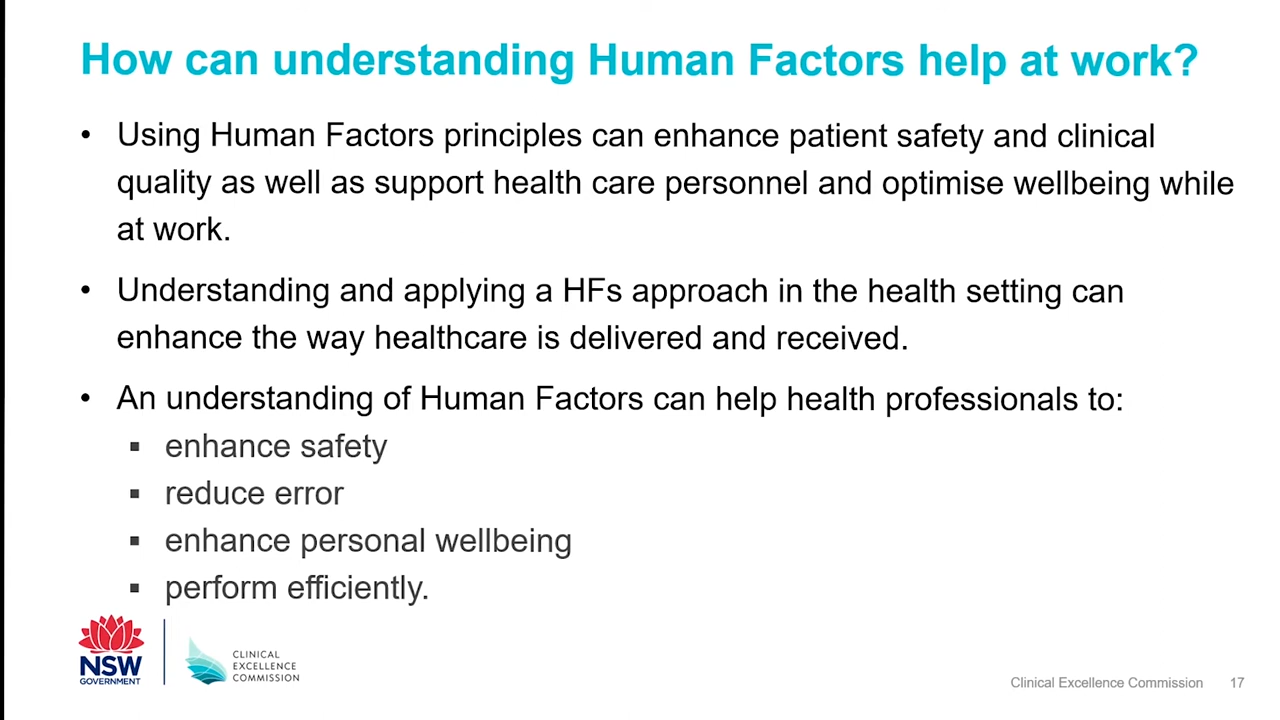 How can understanding Human Factors help at work?
• Using Human Factors principles can enhance patient safety and clinical
quality as well as support health care personnel and optimise wellbeing while
at work.
• Understanding and applying a HFs approach in the health setting can
enhance the way healthcare is delivered and received.
• An understanding of Human Factors can help health professionals to:
▪ enhance safety
▪ reduce error
▪ enhance personal wellbeing
▪ perform efficiently.
NSW
GOVERNMENT
CLINICAL
EXCELLENCE
COMMISSION
Clinical Excellence Commission 17